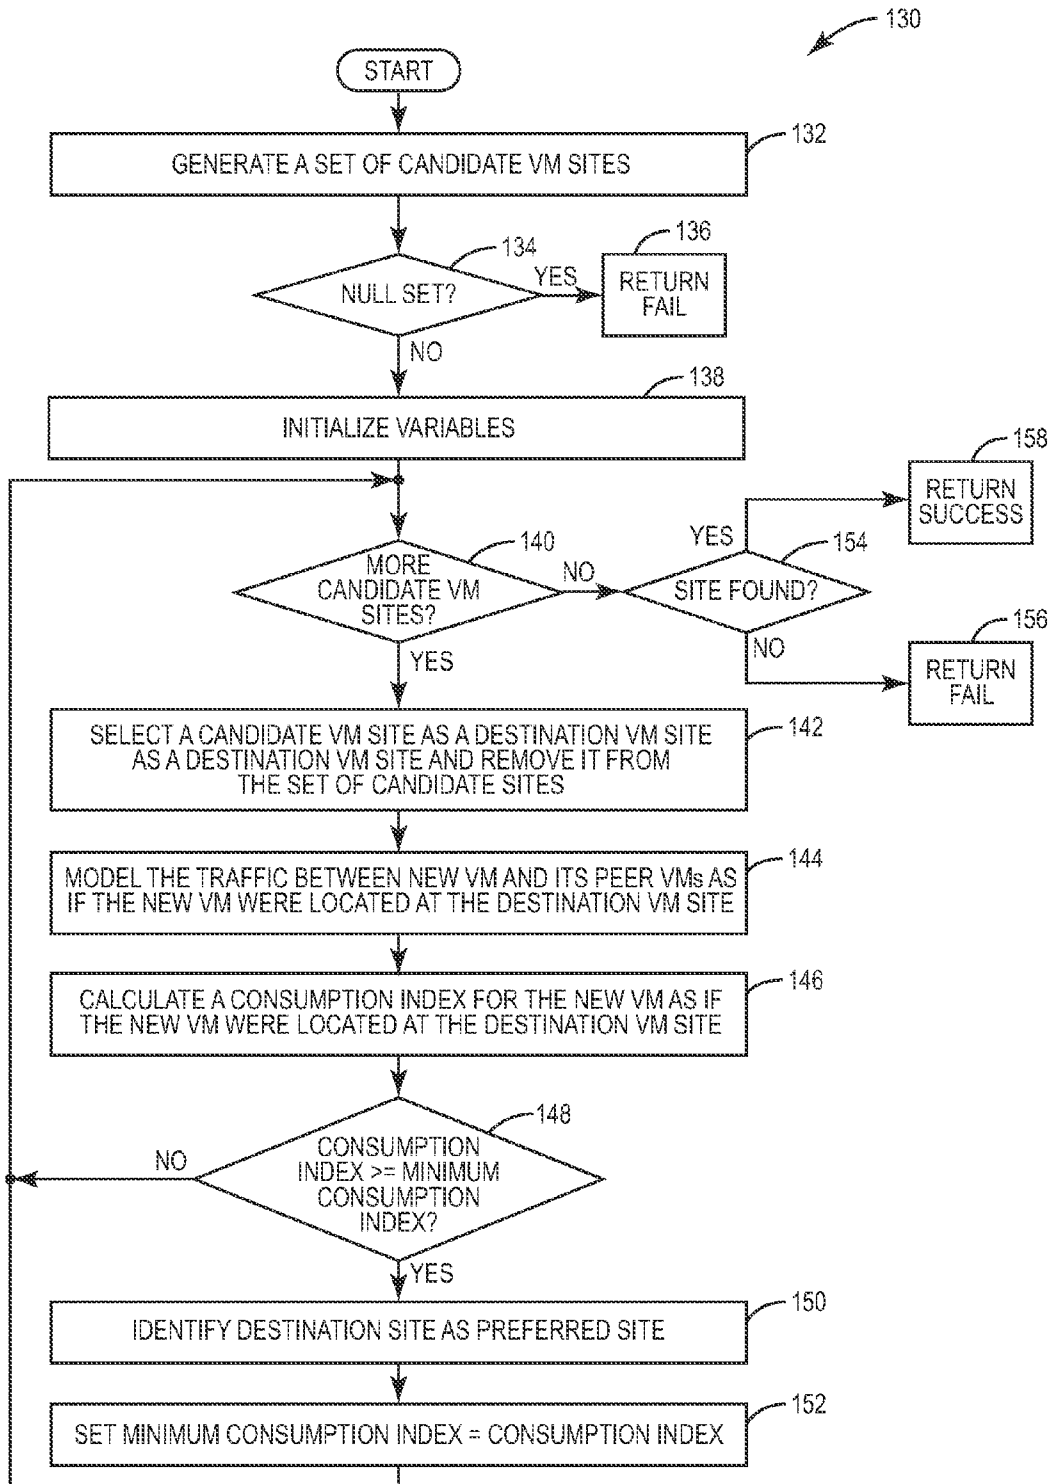 130
START
132
GENERATE A SET OF CANDIDATE VM SITES
134
136
NULL SET?
YES
RETURN
FAIL
NO
138
INITIALIZE VARIABLES
158
RETURN
SUCCESS
140
YES
154
MORE
CANDIDATE VM
SITES?
NO
SITE FOUND?
156
NO
YES
RETURN
FAIL
142
SELECT A CANDIDATE VM SITE AS A DESTINATION VM SITE
AS A DESTINATION VM SITE AND REMOVE IT FROM
THE SET OF CANDIDATE SITES
144
MODEL THE TRAFFIC BETWEEN NEW VM AND ITS PEER VMs AS
IF THE NEW VM WERE LOCATED AT THE DESTINATION VM SITE
146
CALCULATE A CONSUMPTION INDEX FOR THE NEW VM AS IF
THE NEW VM WERE LOCATED AT THE DESTINATION VM SITE
148
NO
CONSUMPTION
INDEX >= MINIMUM
CONSUMPTION
INDEX?
YES
150
IDENTIFY DESTINATION SITE AS PREFERRED SITE
152
SET MINIMUM CONSUMPTION INDEX = CONSUMPTION INDEX